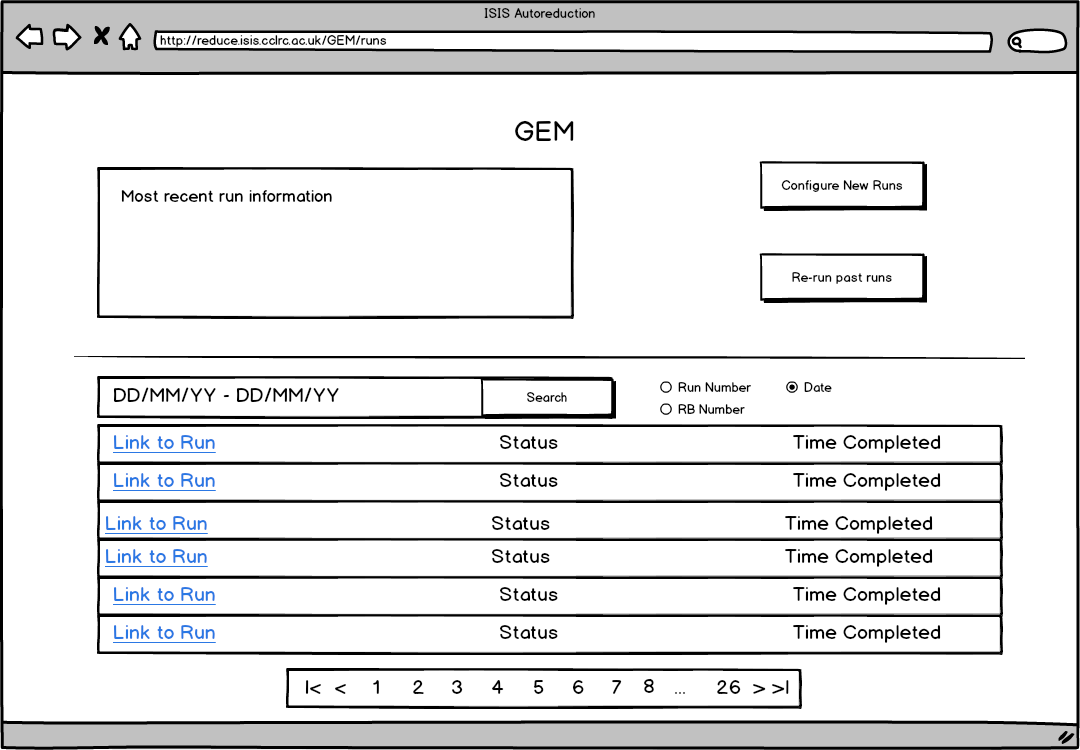 ISIS Autoreduction
http://reduce.isis.cclrc.ac.uk/GEM/runs
GEM
Most recent run information
Configure New Runs
Re-run past runs
DD/MM/YY - DD/MM/YY Search Run Number Date
RB Number
Link to Run Status Time Completed
Link to Run Status Time Completed
Link to Run Status Time Completed
Link to Run Status Time Completed
Link to Run Status Time Completed
Link to Run Status Time Completed
|< < 1 2 3 4 5 6 7 8 ... 26 > >|